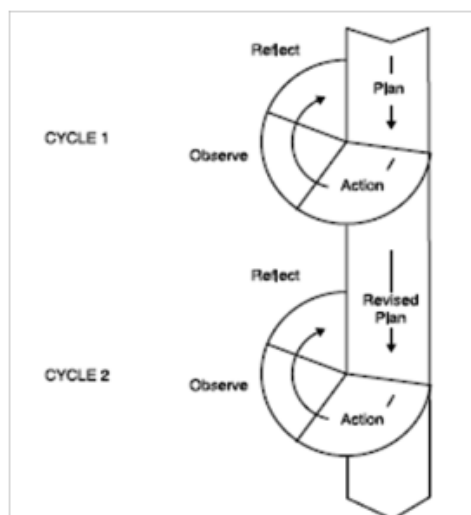 Reflect
Plan
CYCLE 1
Observe
Action
Reflect
Revised
Plan
CYCLE 2
Observe
Action